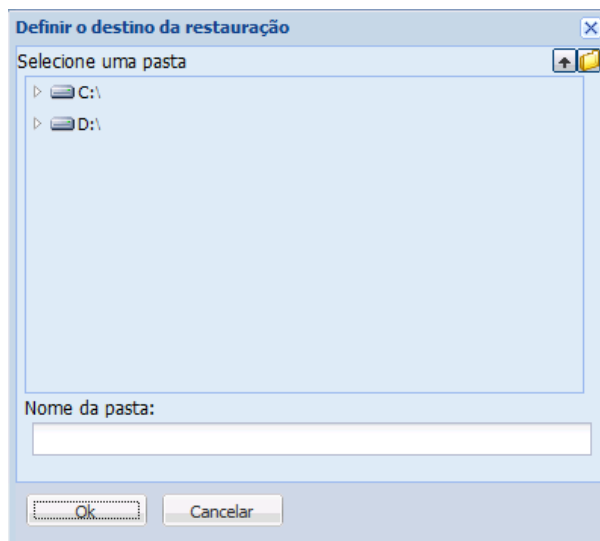 Definir o destino da restauração
Selecione uma pasta
C:\
D:\
Nome da pasta:
Ok
Cancelar